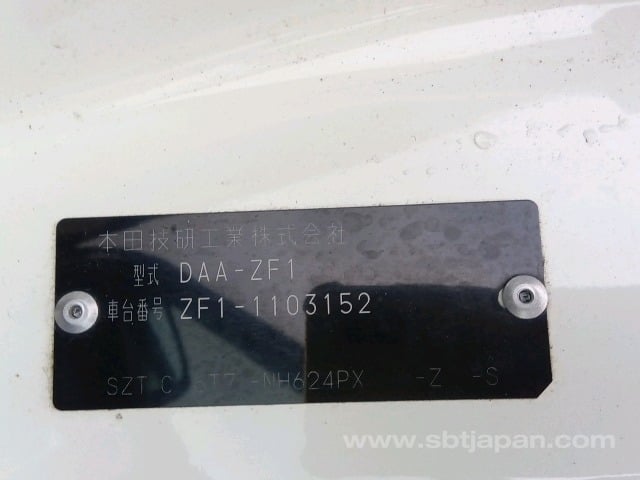 本田技研工業株式会社
型式 DAA-ZF1
車台番号 ZF1-1103152
SZT C 6T7 -NH624PX -Z -S
www.sbtjapan.com